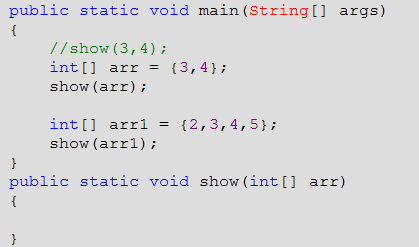 public static void main(String[] args)
{
    //show(3,4);
    int[] arr = {3,4};
    show(arr);

    int[] arr1 = {2,3,4,5};
    show(arr1);
}
public static void show(int[] arr)
{

}